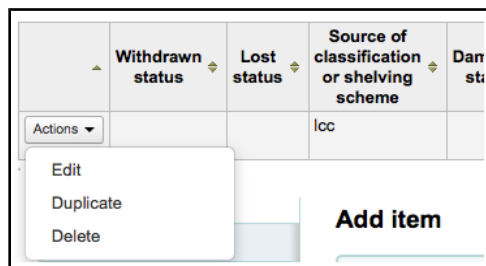 Withdrawn status
Lost status
Source of classification or shelving scheme
Actions
lcc
Edit
Duplicate
Delete
Add item